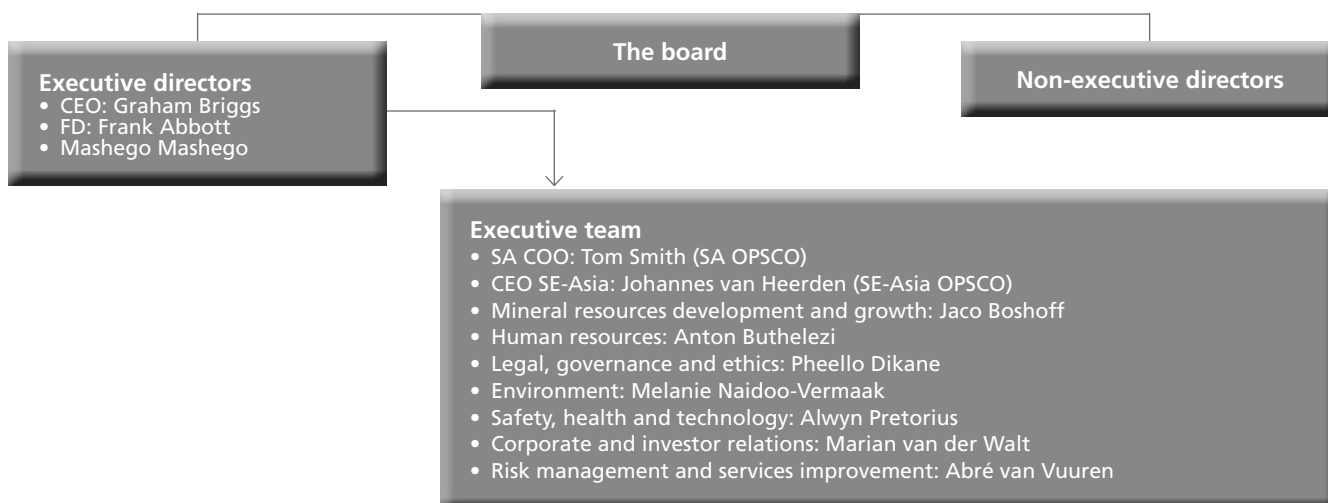 The board
Executive directors
• CEO: Graham Briggs
• FD: Frank Abbott
• Mashego Mashego
Non-executive directors
Executive team
• SA COO: Tom Smith (SA OPSCO)
• CEO SE-Asia: Johannes van Heerden (SE-Asia OPSCO)
• Mineral resources development and growth: Jaco Boshoff
• Human resources: Anton Buthelezi
• Legal, governance and ethics: Pheello Dikane
• Environment: Melanie Naidoo-Vermaak
• Safety, health and technology: Alwyn Pretorius
• Corporate and investor relations: Marian van der Walt
• Risk management and services improvement: Abré van Vuuren